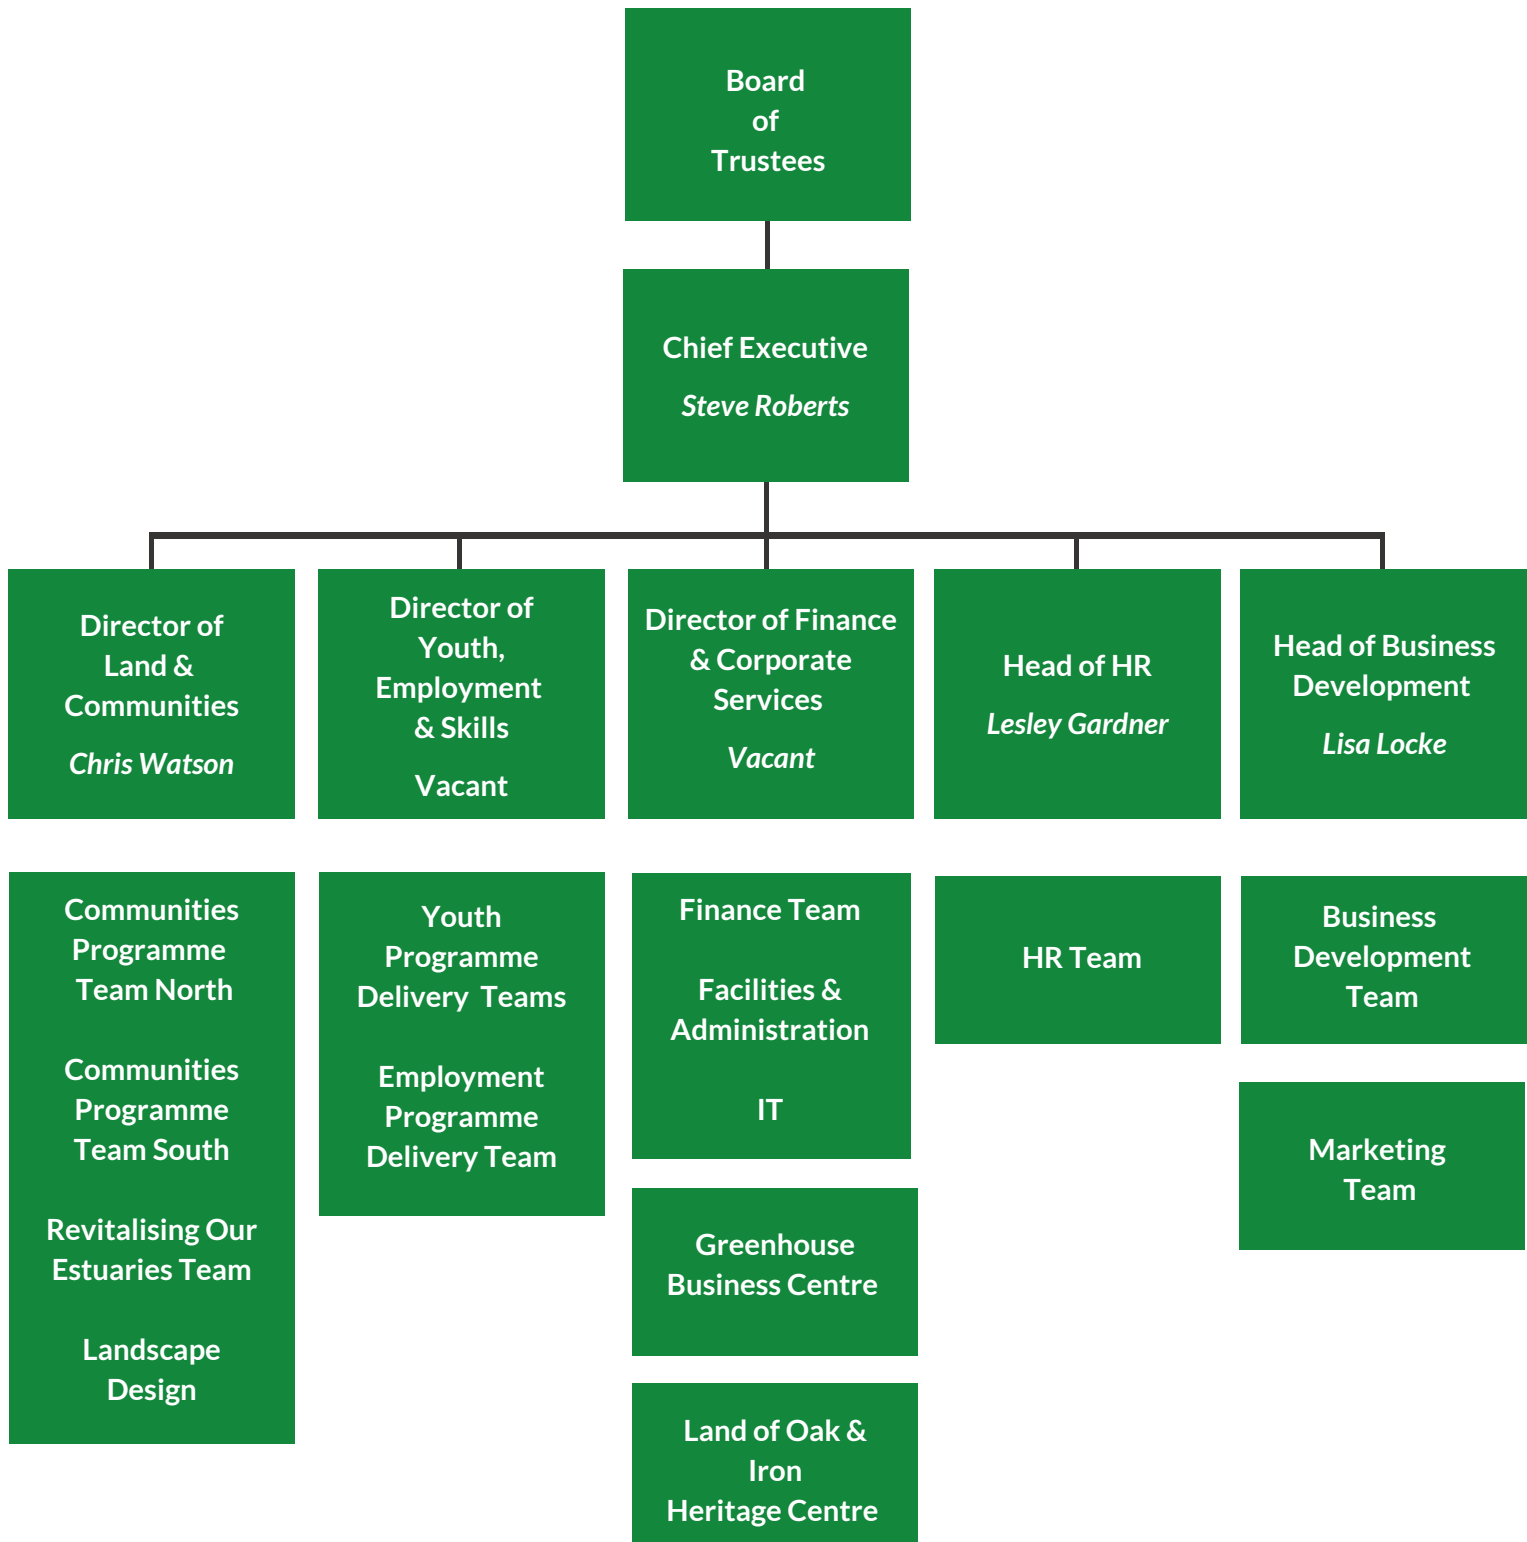 Board
of
Trustees
Chief Executive
Steve Roberts
Director of
Land &
Communities
Chris Watson
Director of
Youth,
Employment
& Skills
Vacant
Director of Finance
& Corporate
Services
Vacant
Head of HR
Lesley Gardner
Head of Business
Development
Lisa Locke
Communities
Programme
Team North
Communities
Programme
Team South
Revitalising Our
Estuaries Team
Landscape
Design
Youth
Programme
Delivery Teams
Employment
Programme
Delivery Team
Finance Team
Facilities &
Administration
IT
Greenhouse
Business Centre
Land of Oak &
Iron
Heritage Centre
HR Team
Business
Development
Team
Marketing
Team